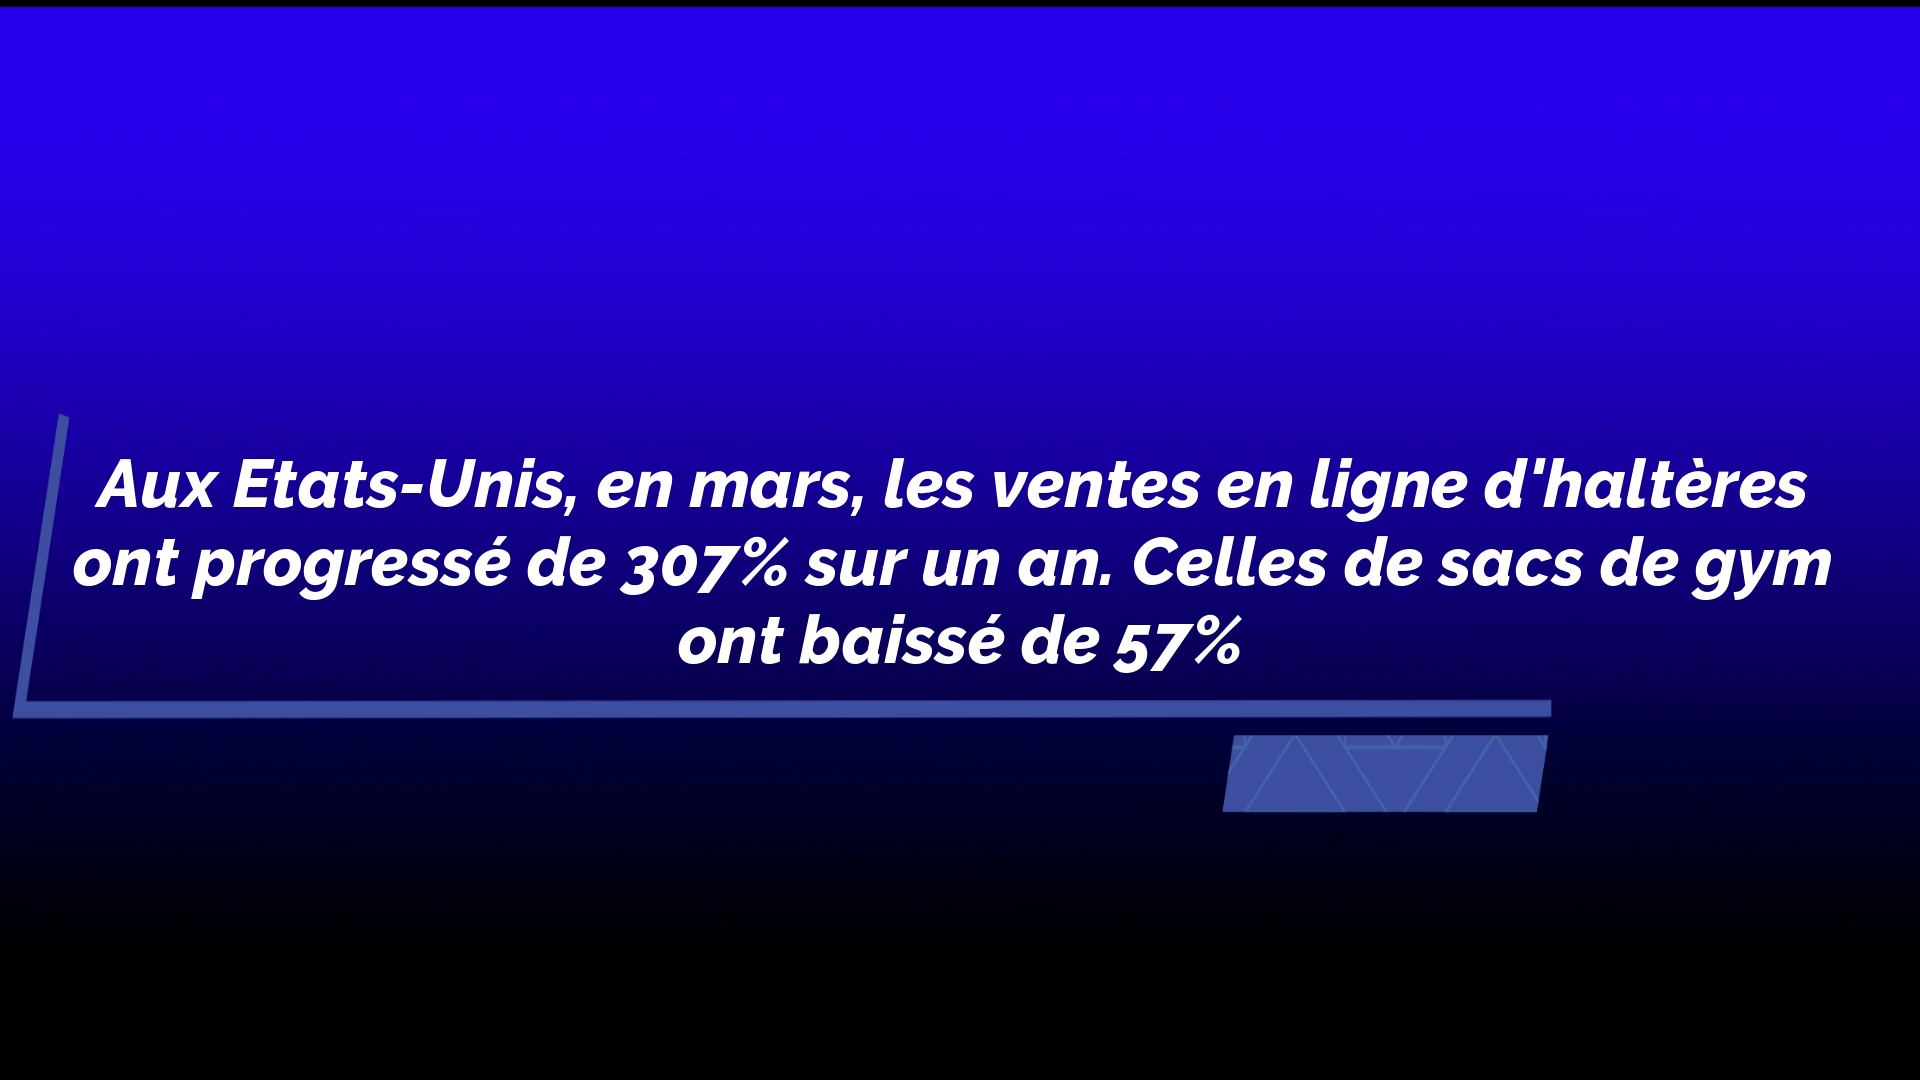 Aux Etats-Unis, en mars, les ventes en ligne d'haltères
ont progressé de 307% sur un an. Celles de sacs de gym
ont baissé de 57%